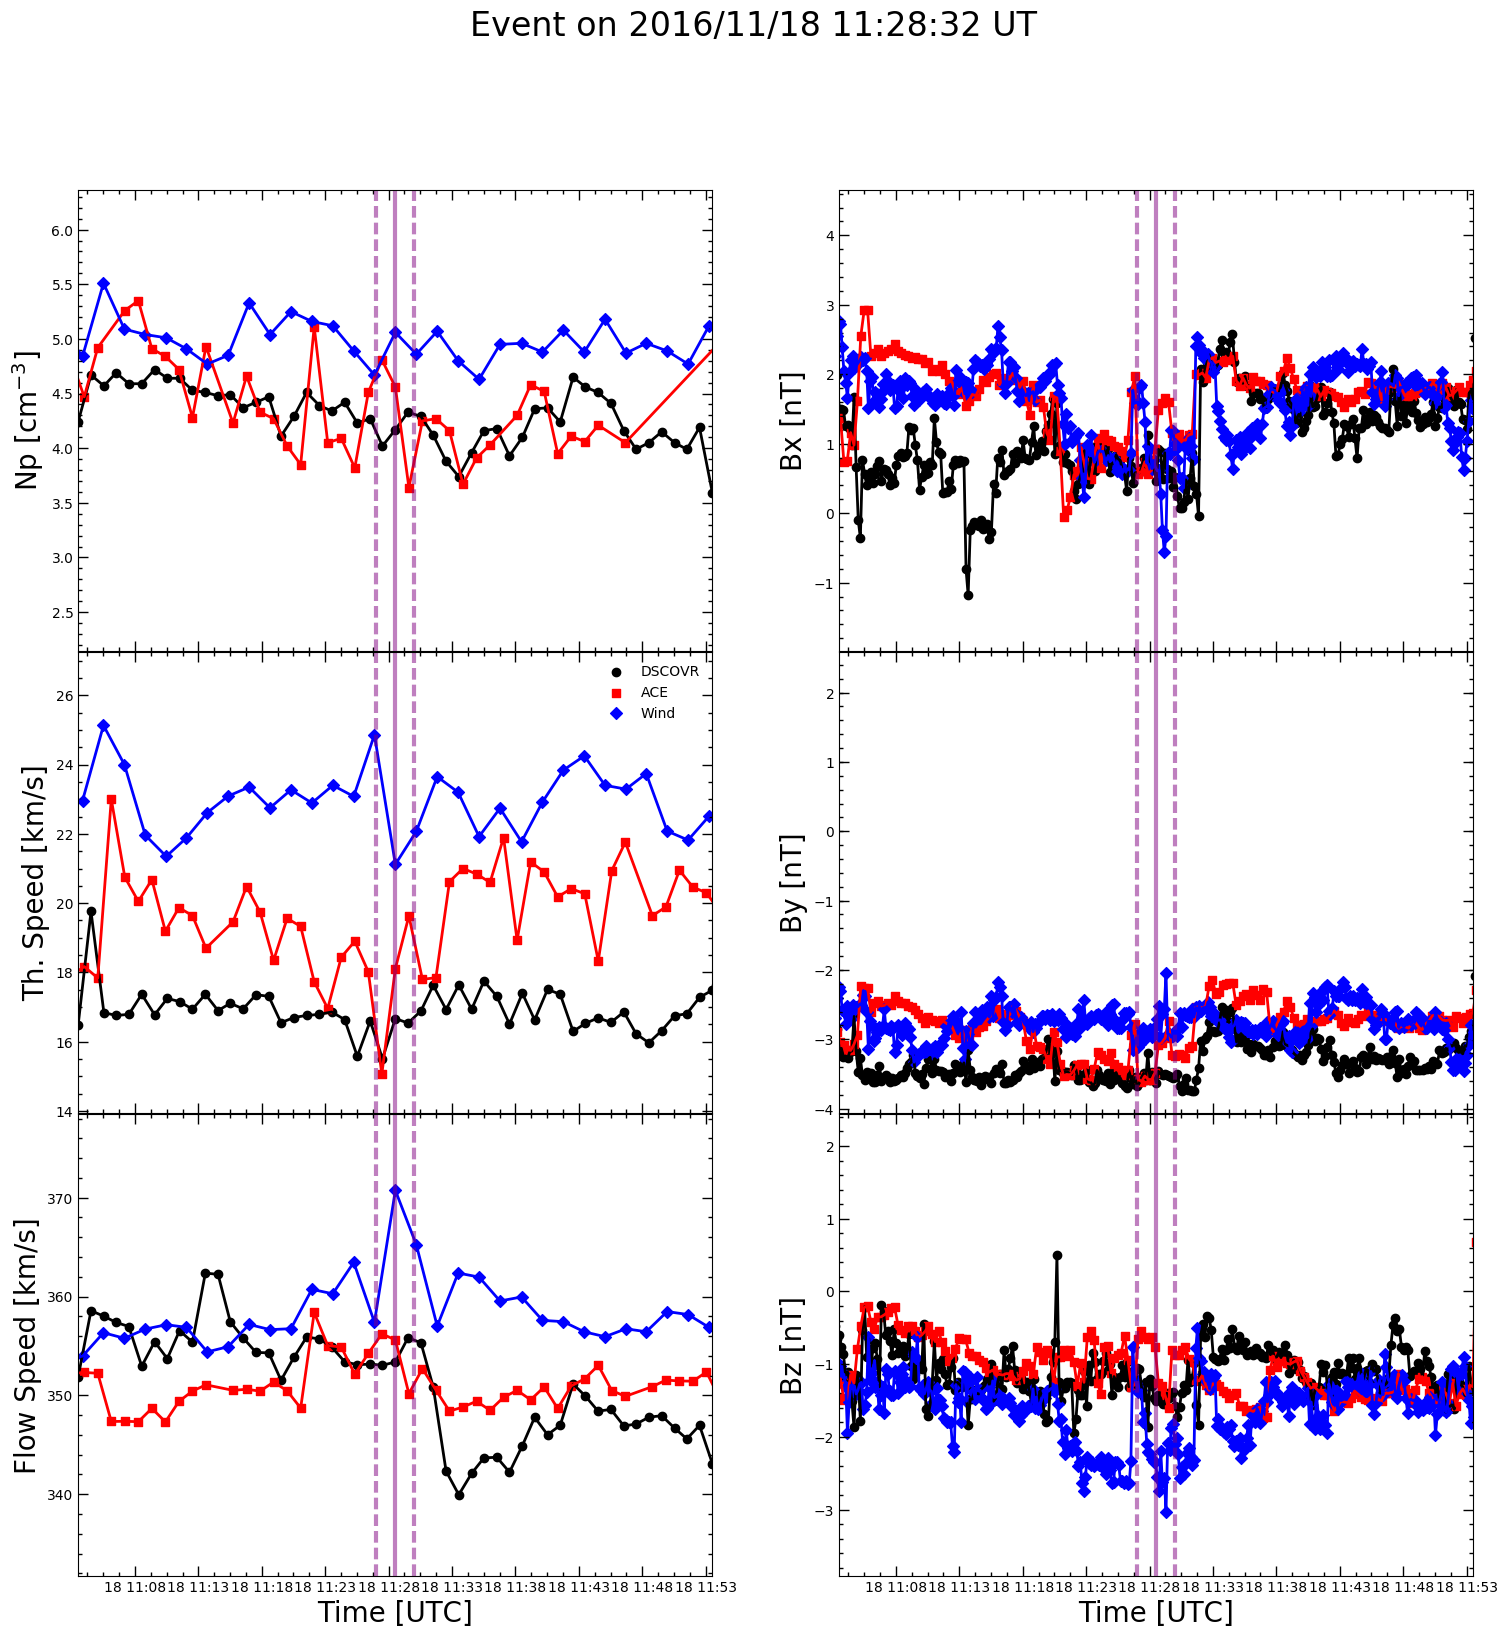 Event on 2016/11/18 11:28:32 UT
Np [cm⁻³]
6.0
5.5
5.0
4.5
4.0
3.5
3.0
2.5
Th. Speed [km/s]
26
24
22
20
18
16
14
DSCOVR
ACE
Wind
Flow Speed [km/s]
370
360
350
340
18 11:08 18 11:13 18 11:18 18 11:23 18 11:28 18 11:33 18 11:38 18 11:43 18 11:48 18 11:53
Time [UTC]
Bx [nT]
4
3
2
1
0
−1
By [nT]
2
1
0
−1
−2
−3
−4
Bz [nT]
2
1
0
−1
−2
−3
18 11:08 18 11:13 18 11:18 18 11:23 18 11:28 18 11:33 18 11:38 18 11:43 18 11:48 18 11:53
Time [UTC]